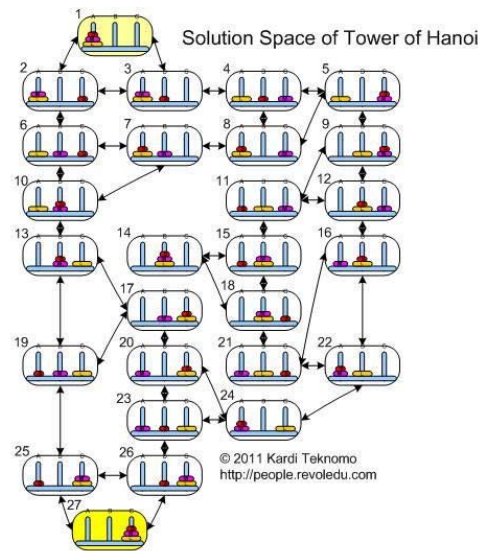 Solution Space of Tower of Hanoi
1
A B C
2 3 4 5
A B C A B C A B C A B C
6 7 8 9
A B C A B C A B C A B C
10 11 12
A B C A B C A B C
13 14 15 16
A B C A B C A B C A B C
17 18
A B C A B C
19 20 21 22
A B C A B C A B C A B C
23 24
A B C A B C
25 26
A B C A B C
27
A B C
© 2011 Kardi Teknomo
http://people.revoledu.com